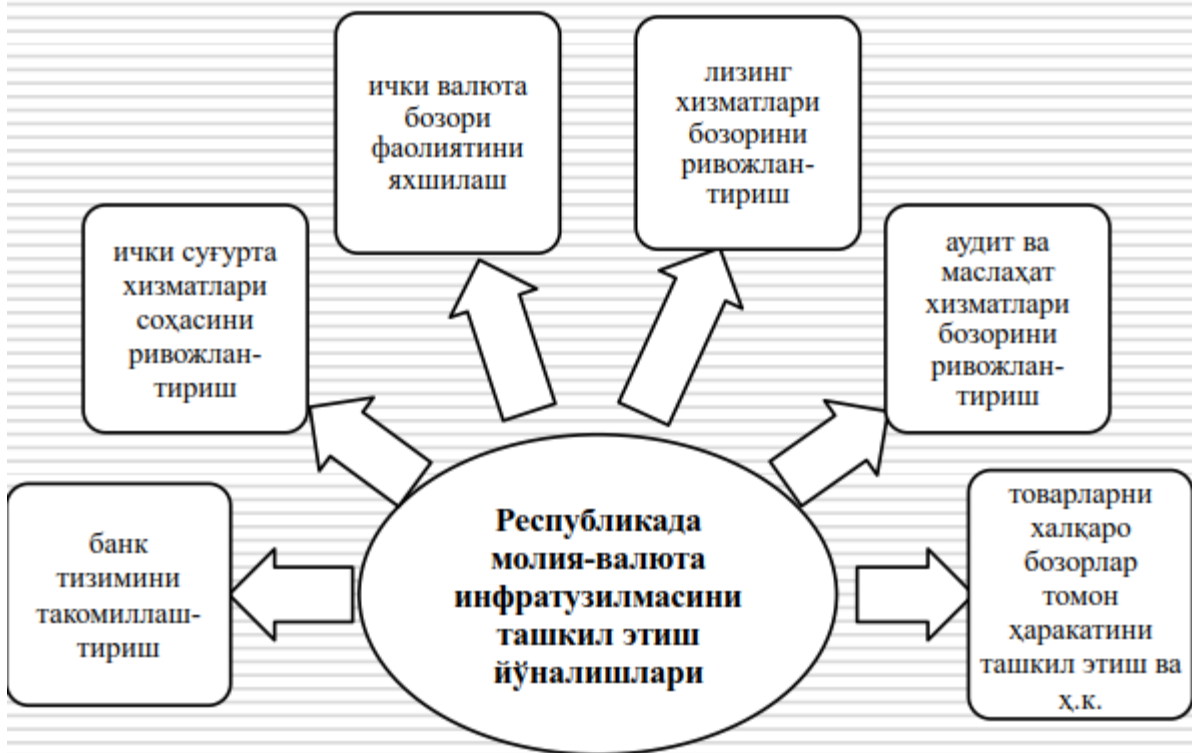 ички валюта
бозори
фаолиятини
яхшилаш
лизинг
хизматлари
бозорини
ривожлан-
тириш
ички суғурта
хизматлари
соҳасини
ривожлан-
тириш
аудит ва
маслаҳат
хизматлари
бозорини
ривожлан-
тириш
банк
тизимини
такомиллаш-
тириш
Республикада
молия-валюта
инфратузилмасини
ташкил этиш
йўналишлари
товарларни
халқаро
бозорлар
томон
ҳаракатини
ташкил этиш ва
ҳ.к.